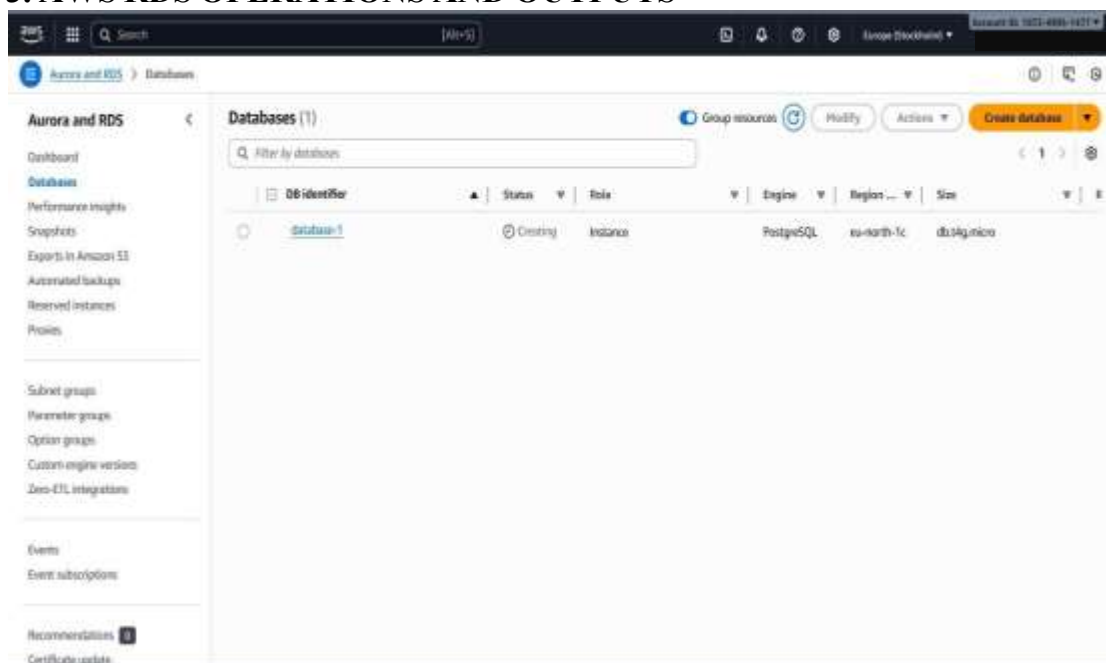 AWS RDS OPERATIONS AND OUTPUTS
aws Search [Alt+S] Europe (Stockholm)
Aurora and RDS > Databases
Aurora and RDS
Dashboard
Databases
Performance insights
Snapshots
Exports in Amazon S3
Automated backups
Reserved instances
Proxies
Subnet groups
Parameter groups
Option groups
Custom engine versions
Zero-ETL integrations
Events
Event subscriptions
Recommendations
Certificate update
Databases (1) Group resources Modify Actions Create database
Filter by databases 1
DB identifier Status Role Engine Region ... Size
database-1 Creating Instance PostgreSQL eu-north-1c db.t4g.micro